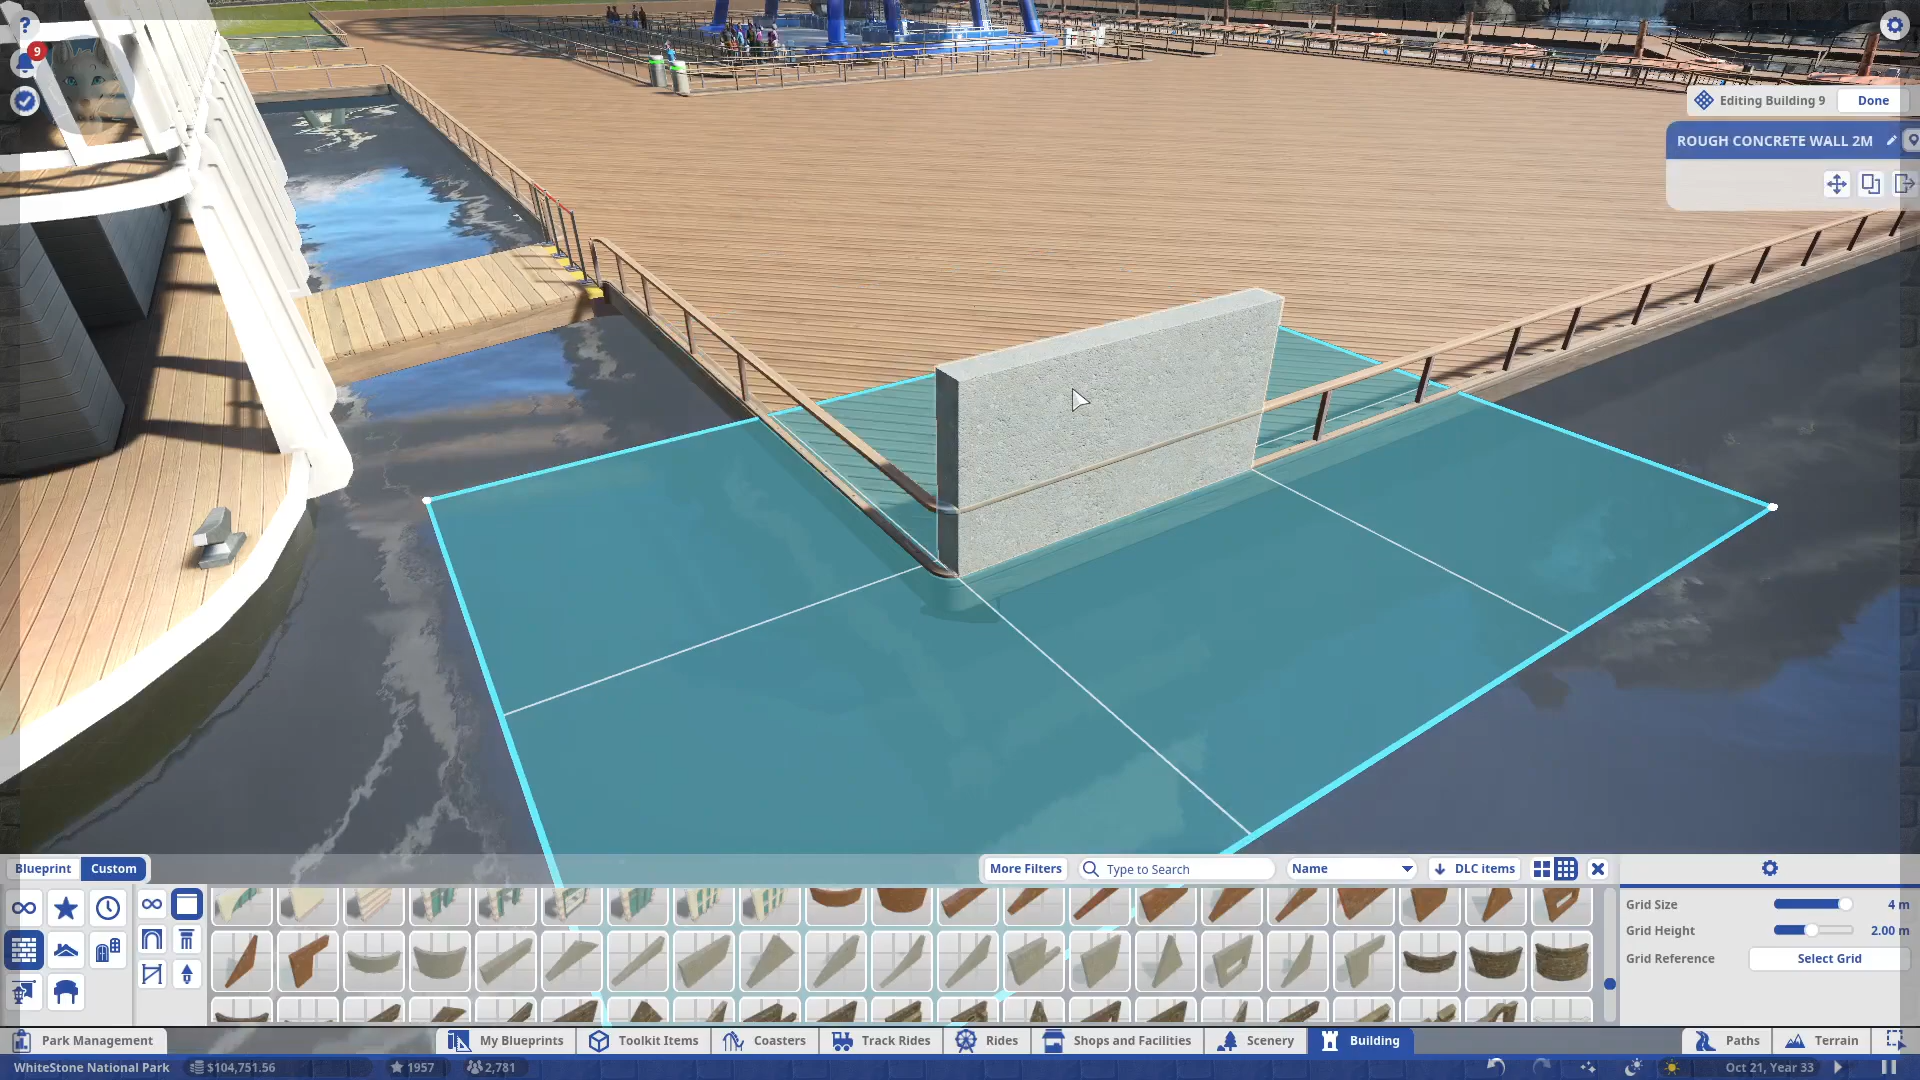 ?
9
Editing Building 9
Done
ROUGH CONCRETE WALL 2M
Blueprint
Custom
More Filters
Type to Search
Name
DLC items
Grid Size
4 m
Grid Height
2.00 m
Grid Reference
Select Grid
Park Management
My Blueprints
Toolkit Items
Coasters
Track Rides
Rides
Shops and Facilities
Scenery
Building
Paths
Terrain
WhiteStone National Park
$104,751.56
1957
2,781
Oct 21, Year 33